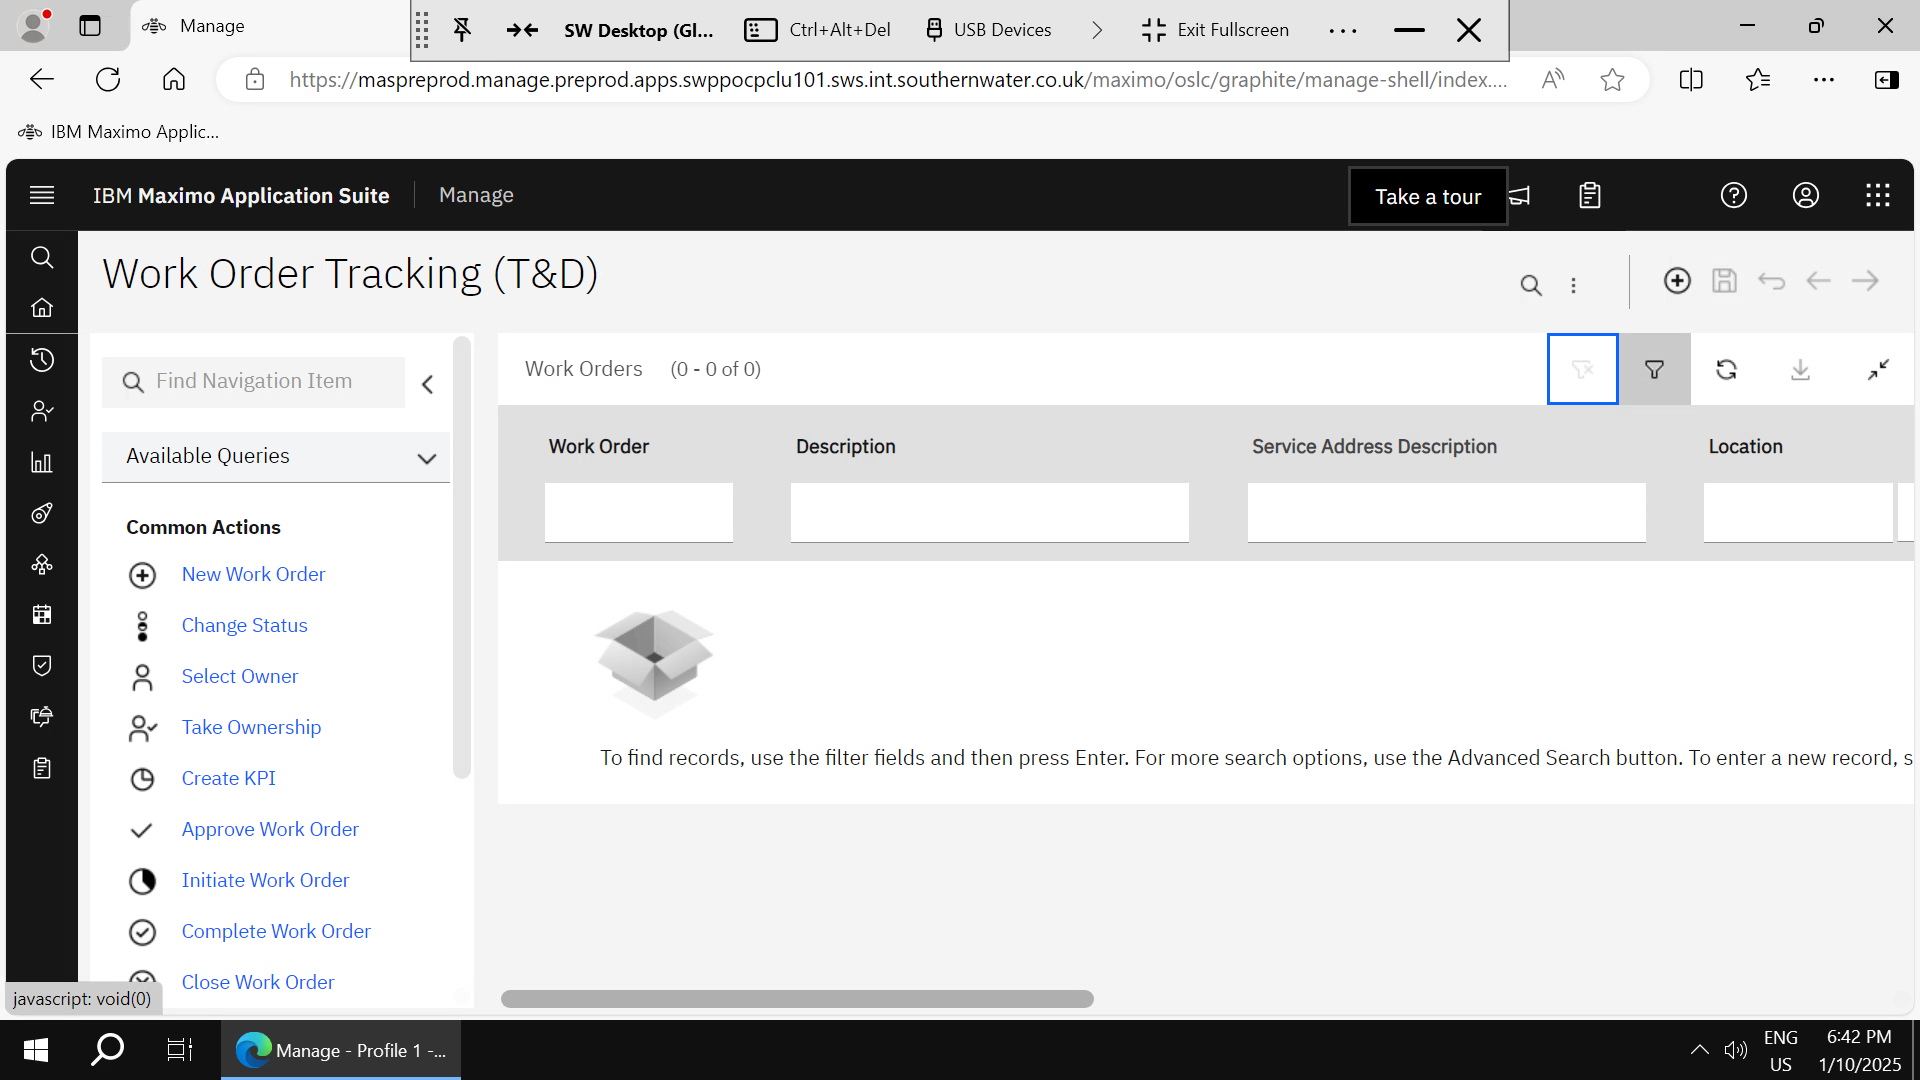 Manage
SW Desktop (Gl...
Ctrl+Alt+Del
USB Devices
Exit Fullscreen
https://maspreprod.manage.preprod.apps.swppocpclu101.sws.int.southernwater.co.uk/maximo/oslc/graphite/manage-shell/index....
IBM Maximo Applic...
IBM Maximo Application Suite
Manage
Take a tour
Work Order Tracking (T&D)
Find Navigation Item
Available Queries
Common Actions
New Work Order
Change Status
Select Owner
Take Ownership
Create KPI
Approve Work Order
Initiate Work Order
Complete Work Order
Close Work Order
Work Orders (0 - 0 of 0)
Work Order
Description
Service Address Description
Location
To find records, use the filter fields and then press Enter. For more search options, use the Advanced Search button. To enter a new record, s
javascript: void(0)
Manage - Profile 1 -...
ENG
US
6:42 PM
1/10/2025